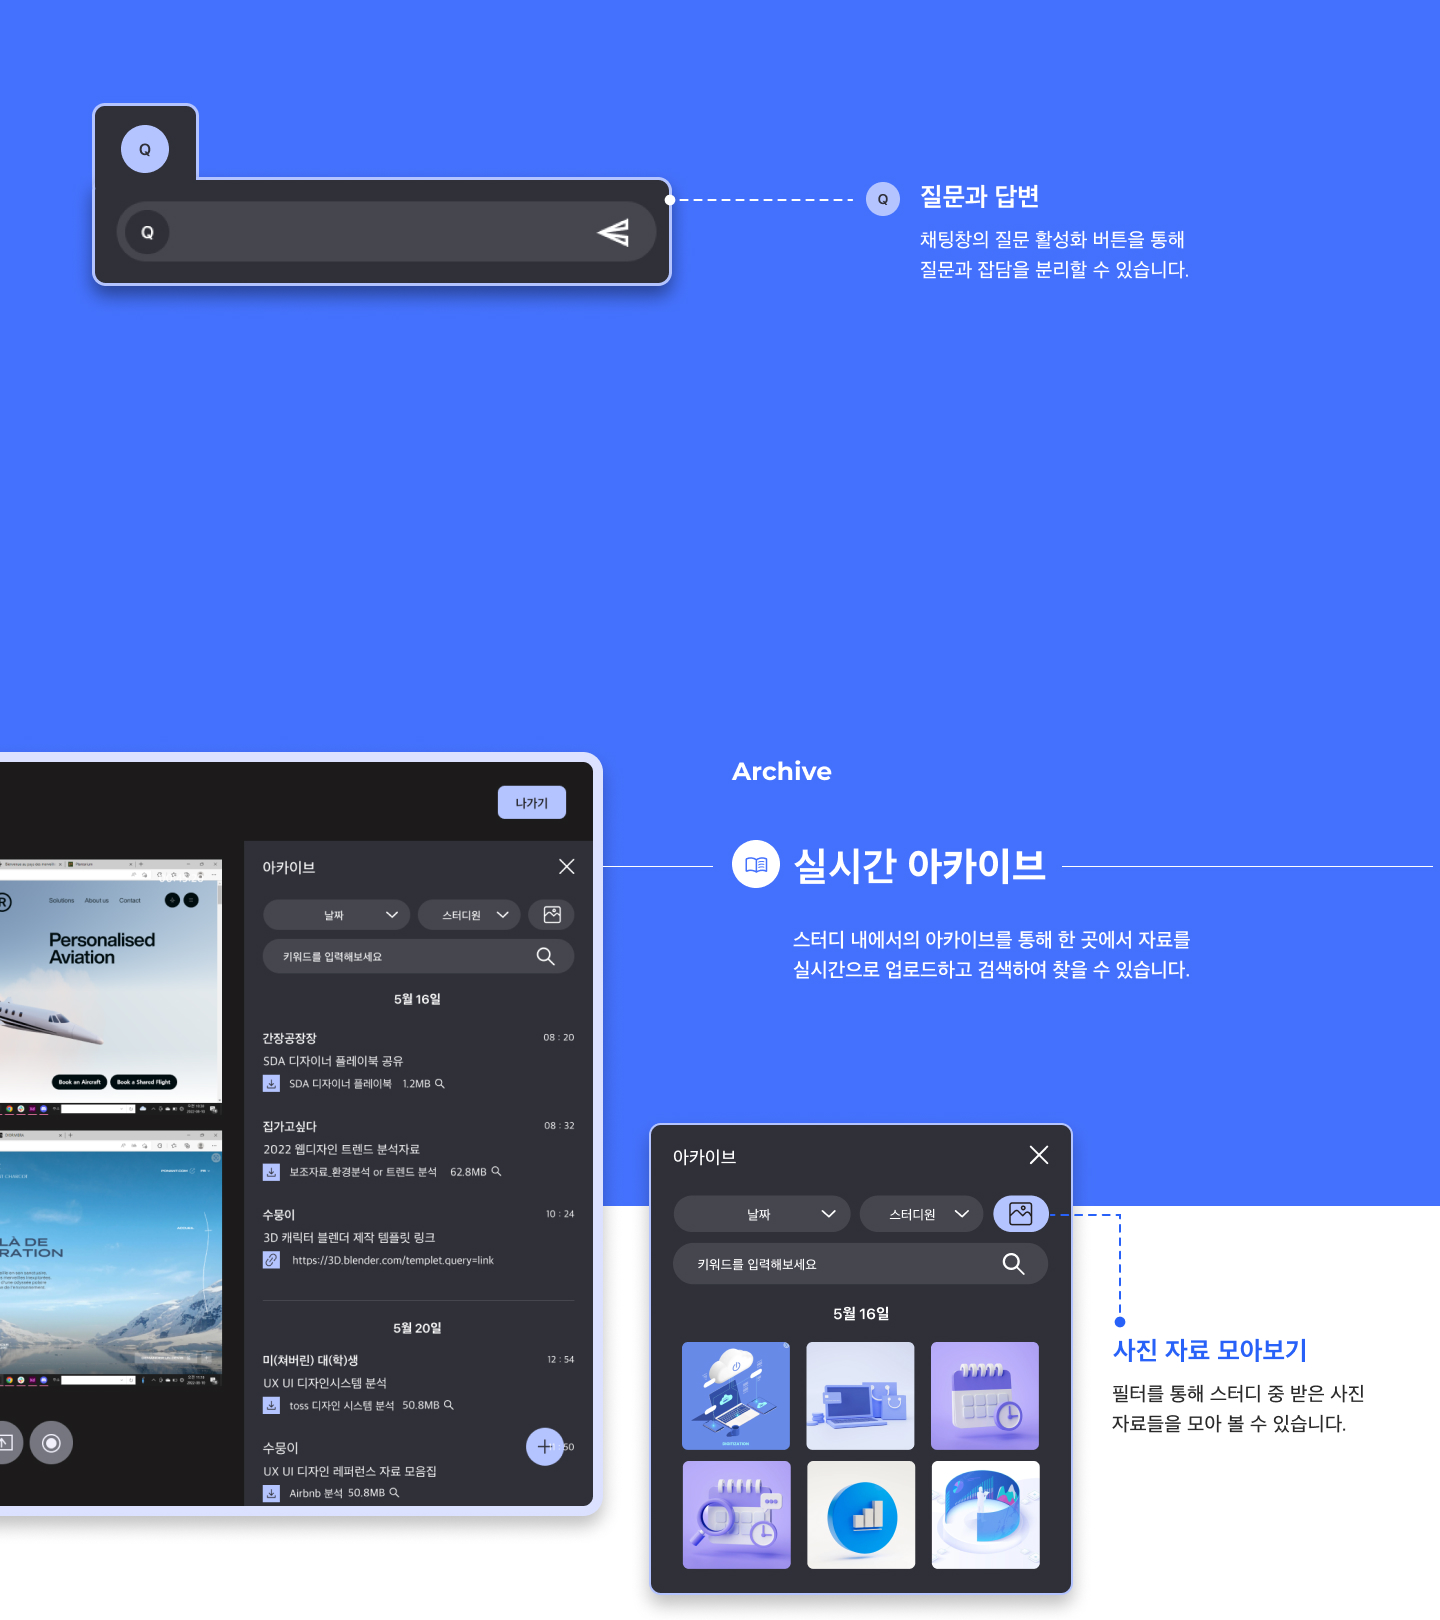 Q
Q
Q 질문과 답변
채팅창의 질문 활성화 버튼을 통해
질문과 잡담을 분리할 수 있습니다.
Archive
실시간 아카이브
스터디 내에서의 아카이브를 통해 한 곳에서 자료를
실시간으로 업로드하고 검색하여 찾을 수 있습니다.
나가기
Solutions About us Contact
Personalised
Aviation
Book an Aircraft Book a Shared Flight
LÀ DE
RATION
아카이브
날짜 스터디원
키워드를 입력해보세요
5월 16일
간장공장장 08 : 20
SDA 디자이너 플레이북 공유
SDA 디자이너 플레이북 1.2MB
집가고싶다 08 : 32
2022 웹디자인 트렌드 분석자료
보조자료_환경분석 or 트렌드 분석 62.8MB
수뭉이 10 : 24
3D 캐릭터 블렌더 제작 템플릿 링크
https://3D.blender.com/templet.query=link
5월 20일
미(쳐버린) 대(학)생 12 : 54
UX UI 디자인시스템 분석
toss 디자인 시스템 분석 50.8MB
수뭉이 50
UX UI 디자인 레퍼런스 자료 모음집
Airbnb 분석 50.8MB
아카이브
날짜 스터디원
키워드를 입력해보세요
5월 16일
사진 자료 모아보기
필터를 통해 스터디 중 받은 사진
자료들을 모아 볼 수 있습니다.